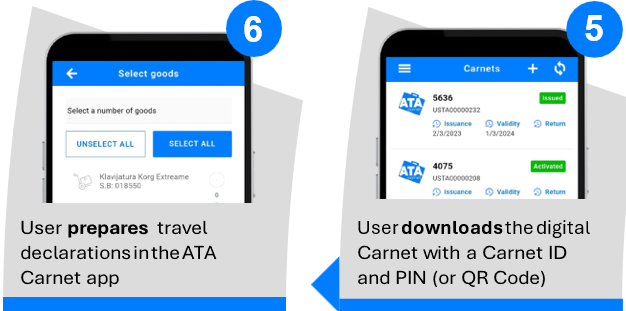 6
Select goods
Select a number of goods
UNSELECT ALL SELECT ALL
Klavijatura Korg Extreame
S.B: 018550
0
User prepares travel
declarations in the ATA
Carnet app
5
Carnets
ATA 5636 Issued
USTA00000232
Issuance Validity Return
2/3/2023 1/3/2024
ATA 4075 Activated
USTA00000208
Issuance Validity Return
User downloads the digital
Carnet with a Carnet ID
and PIN (or QR Code)